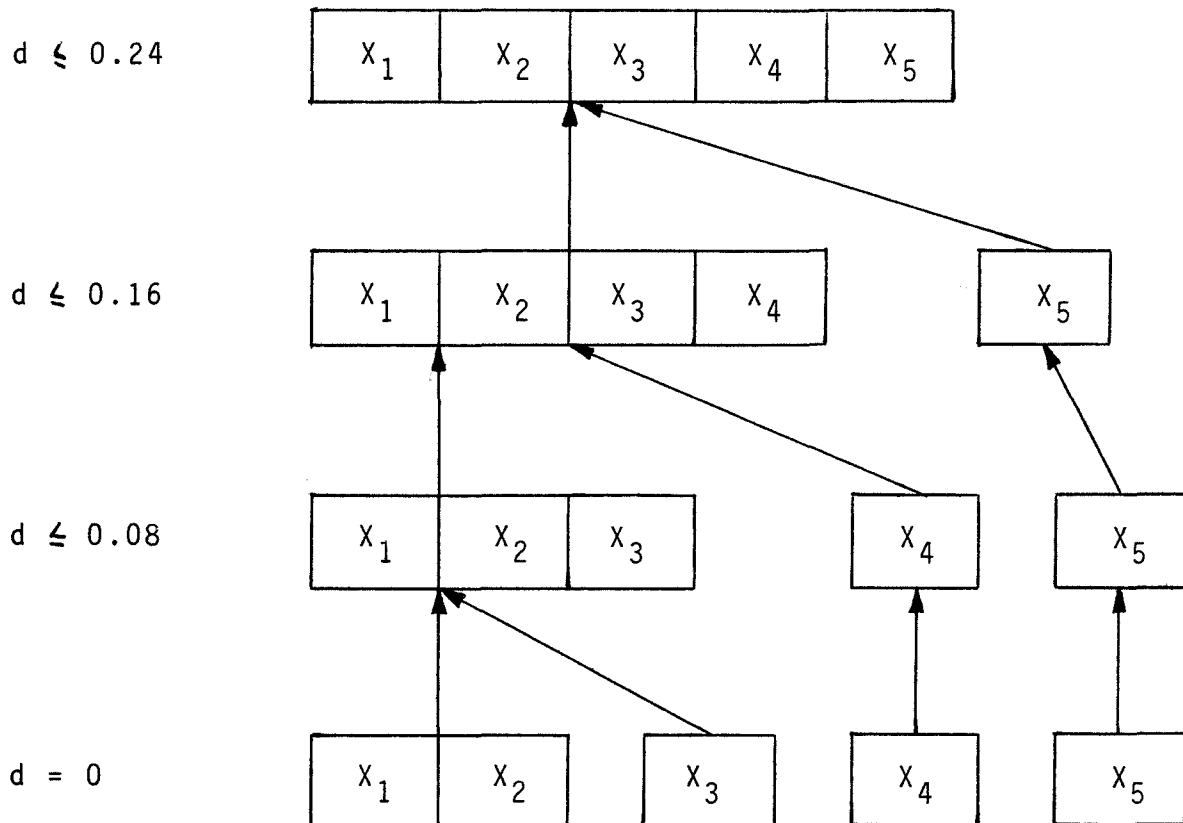 d ≤ 0.24 X₁ X₂ X₃ X₄ X₅
d ≤ 0.16 X₁ X₂ X₃ X₄ X₅
d ≤ 0.08 X₁ X₂ X₃ X₄ X₅
d = 0 X₁ X₂ X₃ X₄ X₅